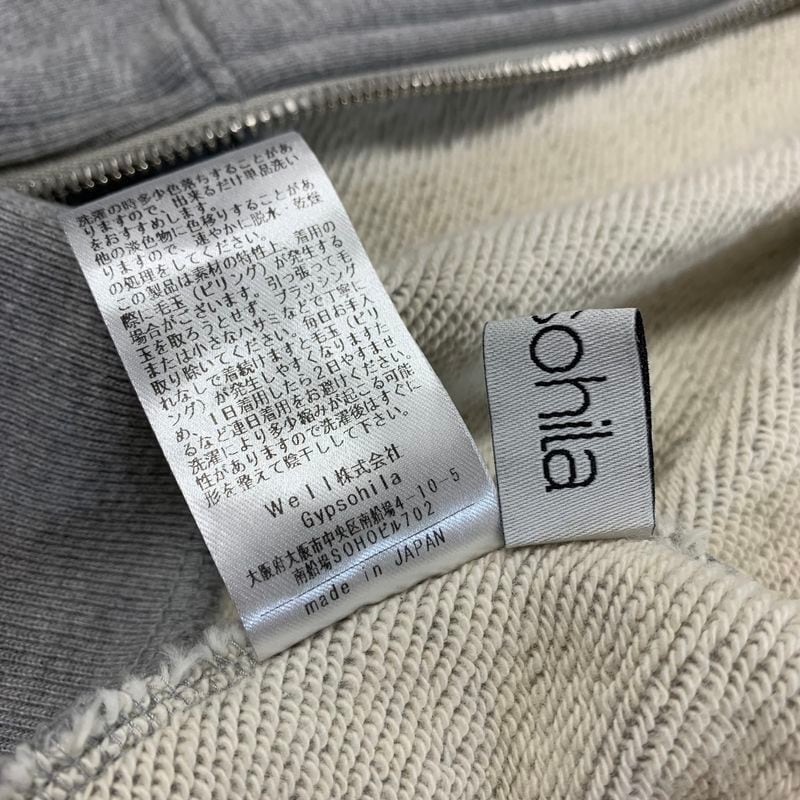 洗濯の時多少色落ちすることがあ
りますので、出来るだけ単品洗い
をおすすめします。
他の淡色物に色移りすることがあ
りますので、速やかに脱水・乾燥
の処理をしてください。
この製品は素材の特性上、着用の
際に毛玉(ピリング)が発生する
場合がございます。引っ張って毛
玉を取ろうとせず、ブラッシング
または小さなハサミなどで丁寧に
取り除いてください。毎日お手入
れなしで着続けますと毛玉(ピリ
ング)が発生しやすくなりますた
め、1日着用したら2日やすませ
るなど連日着用をお避けください。
洗濯により多少縮みが起こる可能
性がありますので洗濯後はすぐに
形を整えて陰干しして下さい。
Well株式会社
Gypsohila
大阪府大阪市中央区南船場4-10-5
南船場SOHOビル702
made in JAPAN
sohila